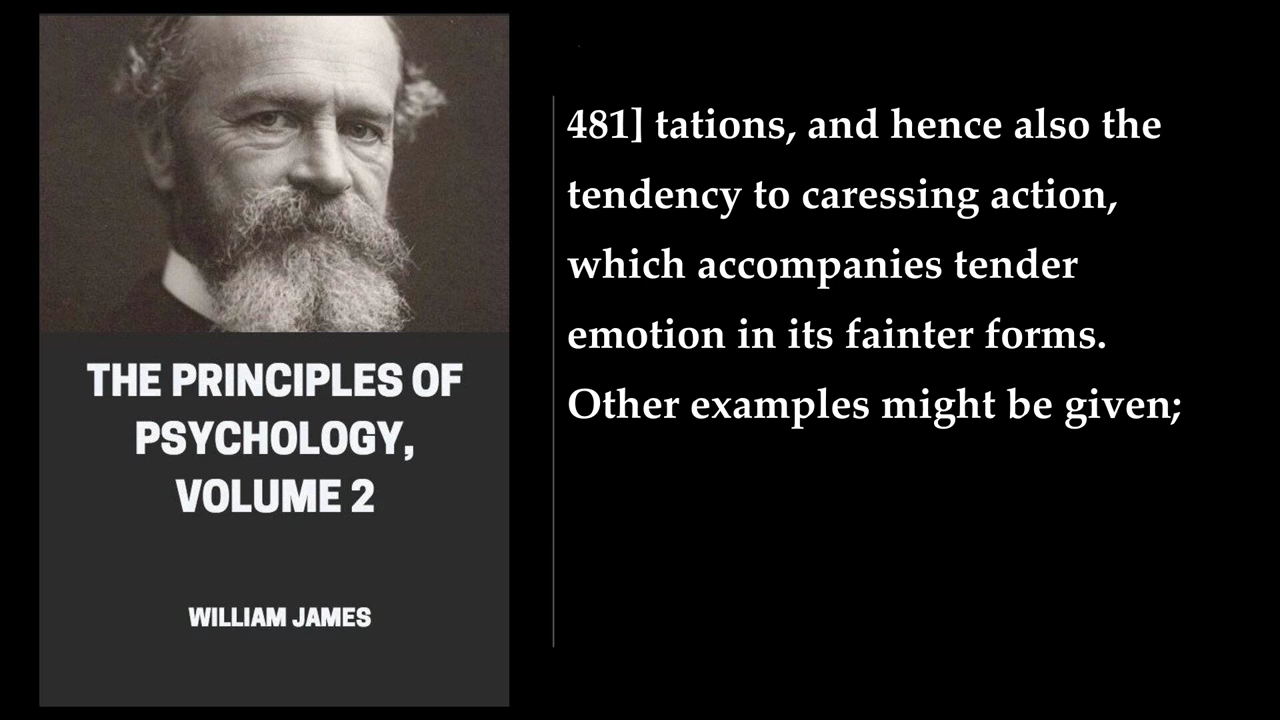 THE PRINCIPLES OF
PSYCHOLOGY,
VOLUME 2
WILLIAM JAMES
481] tations, and hence also the
tendency to caressing action,
which accompanies tender
emotion in its fainter forms.
Other examples might be given;